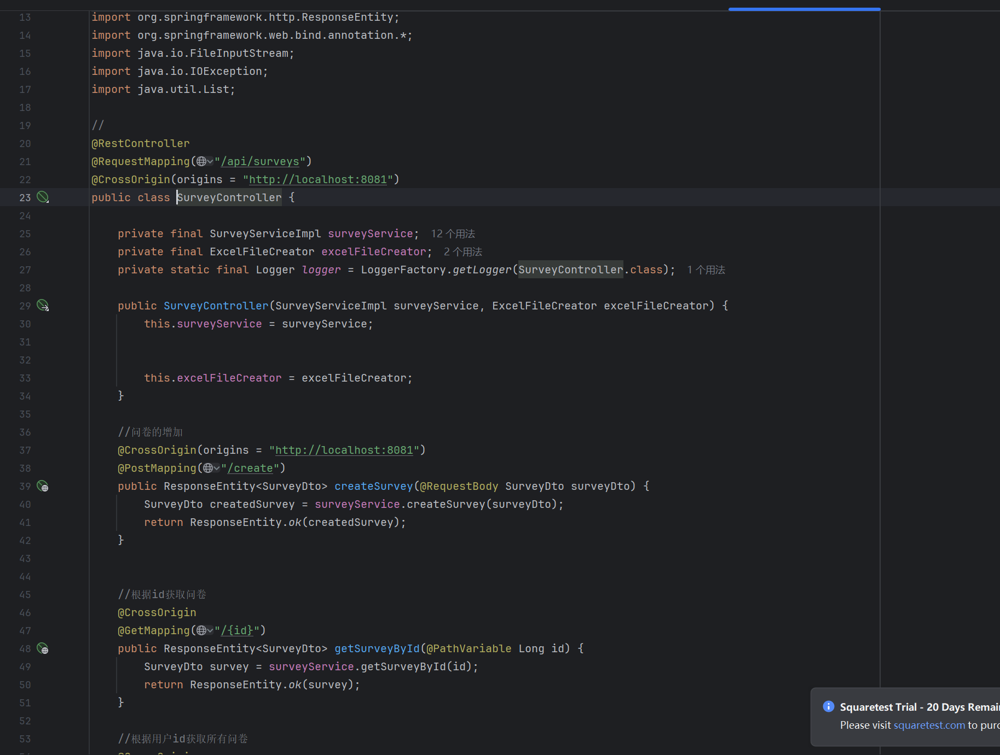 13 import org.springframework.http.ResponseEntity;
14 import org.springframework.web.bind.annotation.*;
15 import java.io.FileInputStream;
16 import java.io.IOException;
17 import java.util.List;
18
19 //
20 @RestController
21 @RequestMapping("/api/surveys")
22 @CrossOrigin(origins = "http://localhost:8081")
23 public class SurveyController {
24
25 private final SurveyServiceImpl surveyService; 12 个用法
26 private final ExcelFileCreator excelFileCreator; 2 个用法
27 private static final Logger logger = LoggerFactory.getLogger(SurveyController.class); 1 个用法
28
29 public SurveyController(SurveyServiceImpl surveyService, ExcelFileCreator excelFileCreator) {
30 this.surveyService = surveyService;
31
32
33 this.excelFileCreator = excelFileCreator;
34 }
35
36 //问卷的增加
37 @CrossOrigin(origins = "http://localhost:8081")
38 @PostMapping("/create")
39 public ResponseEntity<SurveyDto> createSurvey(@RequestBody SurveyDto surveyDto) {
40 SurveyDto createdSurvey = surveyService.createSurvey(surveyDto);
41 return ResponseEntity.ok(createdSurvey);
42 }
43
44
45 //根据id获取问卷
46 @CrossOrigin
47 @GetMapping("/{id}")
48 public ResponseEntity<SurveyDto> getSurveyById(@PathVariable Long id) {
49 SurveyDto survey = surveyService.getSurveyById(id);
50 return ResponseEntity.ok(survey);
51 }
52
53 //根据用户id获取所有问卷
Squaretest Trial - 20 Days Remai
Please visit squaretest.com to pur